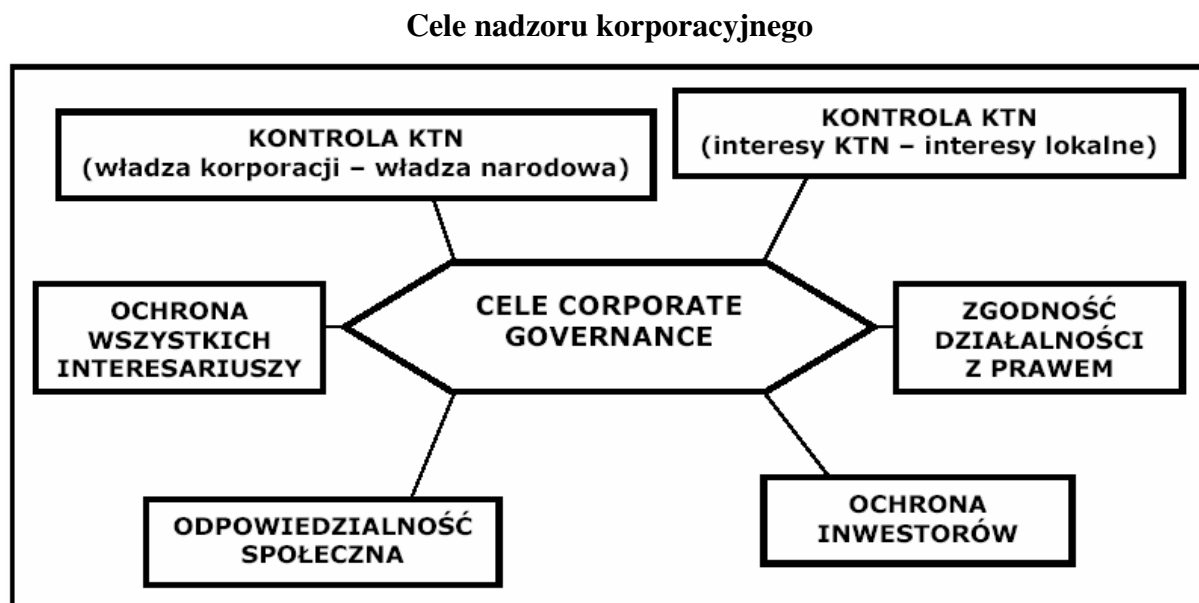 Cele nadzoru korporacyjnego
KONTROLA KTN
(władza korporacji – władza narodowa)
KONTROLA KTN
(interesy KTN – interesy lokalne)
OCHRONA
WSZYSTKICH
INTERESARIUSZY
CELE CORPORATE
GOVERNANCE
ZGODNOŚĆ
DZIAŁALNOŚCI
Z PRAWEM
ODPOWIEDZIALNOŚĆ
SPOŁECZNA
OCHRONA
INWESTORÓW